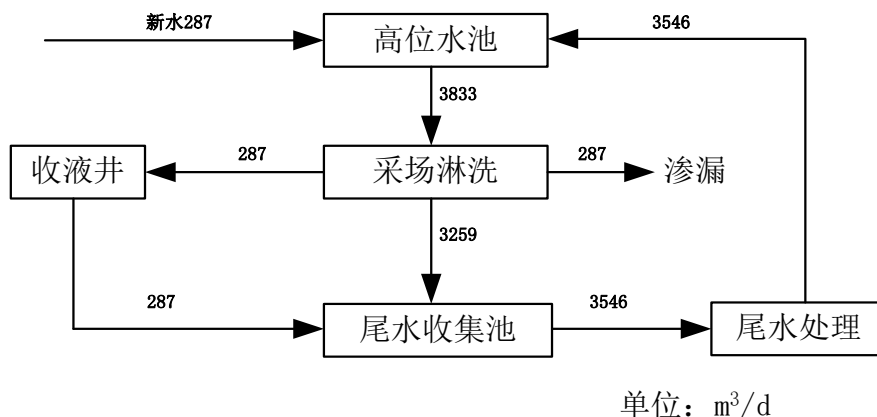 新水287
高位水池
3546
3833
收液井
287
采场淋洗
287
渗漏
3259
287
尾水收集池
3546
尾水处理
单位：m³/d